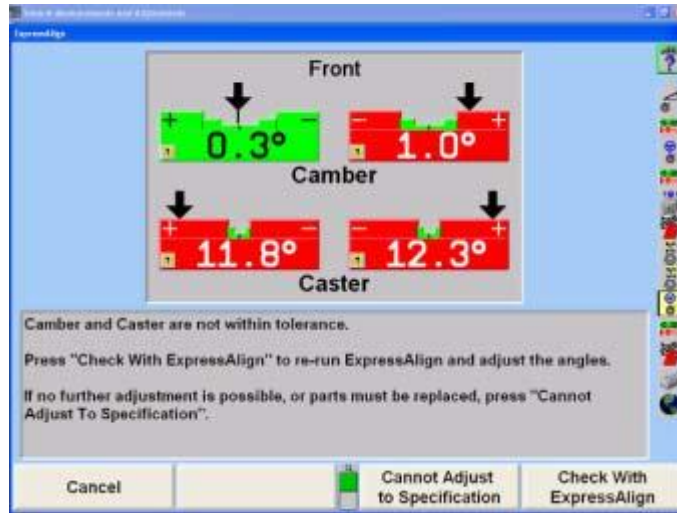 ExpressAlign
Front
+ − − +
0.3° 1.0°
Camber
+ − − +
11.8° 12.3°
Caster
Camber and Caster are not within tolerance.
Press "Check With ExpressAlign" to re-run ExpressAlign and adjust the angles.
If no further adjustment is possible, or parts must be replaced, press "Cannot
Adjust To Specification".
Cancel
Cannot Adjust
to Specification
Check With
ExpressAlign